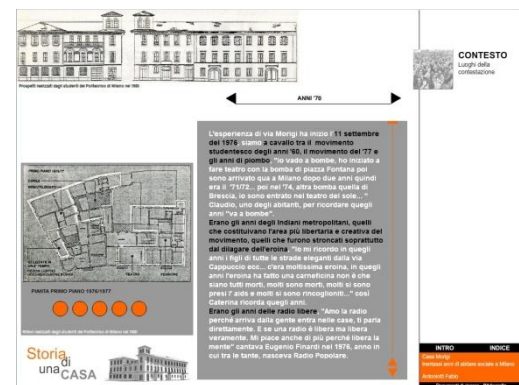 Prospetti realizzati dagli studenti del Politecnico di Milano nel 1980
CONTESTO
Luoghi della
contestazione
ANNI '70
L'esperienza di via Morigi ha inizio l'11 settembre
del 1976, siamo a cavallo tra il movimento
studentesco degli anni '60, il movimento del '77 e
gli anni di piombo. "Io vado a bombe, ho iniziato a
fare teatro con la bomba di piazza Fontana poi
sono arrivato qua a Milano dopo due anni quindi
era il '71/72... poi nel '74, altra bomba quella di
Brescia, io sono entrato nel teatro del sole... "
Claudio, uno degli abitanti, per ricordare quegli
anni "va a bombe".
Erano gli anni degli Indiani metropolitani, quelli
che costituivano l'area più libertaria e creativa del
movimento, quelli che furono stroncati soprattutto
dal dilagare dell'eroina. "Io mi ricordo in quegli
anni i figli di tutte le strade eleganti dalla via
Cappuccio ecc... c'era moltissima eroina, in quegli
anni l'eroina ha fatto una carneficina non è che
siano tutti morti, molti sono morti, molti si sono
presi l' aids e molti si sono rincoglioniti..." così
Caterina ricorda quegli anni.
Erano gli anni delle radio libere. "Amo la radio
perché arriva dalla gente entra nelle case, ti parla
direttamente. E se una radio è libera ma libera
veramente. Mi piace anche di più perché libera la
mente" cantava Eugenio Finardi nel 1976, anno in
cui tra le tante, nasceva Radio Popolare.
PIANTA PRIMO PIANO 1976/1977
Storia
di una
CASA
INTRO INDICE
Casa Morigi
trent'anni di abitare sociale a Milano
Antonietti Fabio